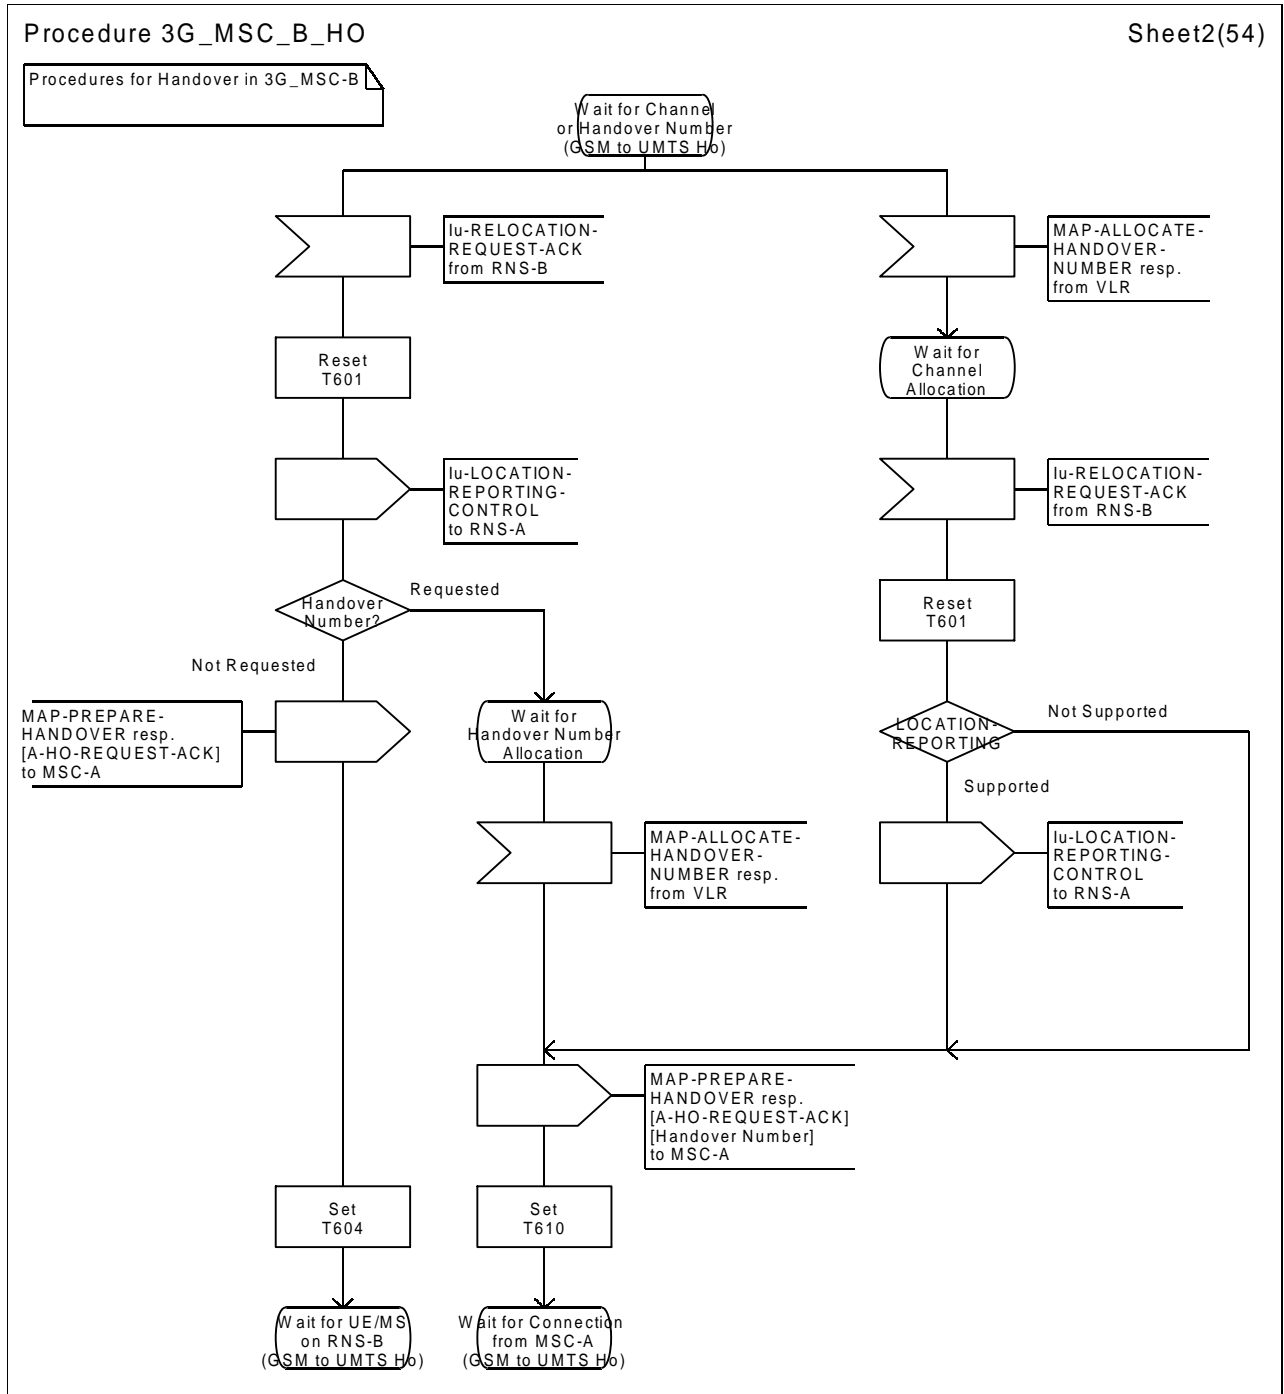 Procedure 3G_MSC_B_HO
Sheet2(54)
Procedures for Handover in 3G_MSC-B
Wait for Channel
or Handover Number
(GSM to UMTS Ho)
Iu-RELOCATION-
REQUEST-ACK
from RNS-B
MAP-ALLOCATE-
HANDOVER-
NUMBER resp.
from VLR
Reset
T601
Wait for
Channel
Allocation
Iu-LOCATION-
REPORTING-
CONTROL
to RNS-A
Iu-RELOCATION-
REQUEST-ACK
from RNS-B
Handover
Number?
Requested
Not Requested
Reset
T601
MAP-PREPARE-
HANDOVER resp.
[A-HO-REQUEST-ACK]
to MSC-A
Wait for
Handover Number
Allocation
LOCATION-
REPORTING
Not Supported
Supported
MAP-ALLOCATE-
HANDOVER-
NUMBER resp.
from VLR
Iu-LOCATION-
REPORTING-
CONTROL
to RNS-A
MAP-PREPARE-
HANDOVER resp.
[A-HO-REQUEST-ACK]
[Handover Number]
to MSC-A
Set
T604
Set
T610
Wait for UE/MS
on RNS-B
(GSM to UMTS Ho)
Wait for Connection
from MSC-A
(GSM to UMTS Ho)